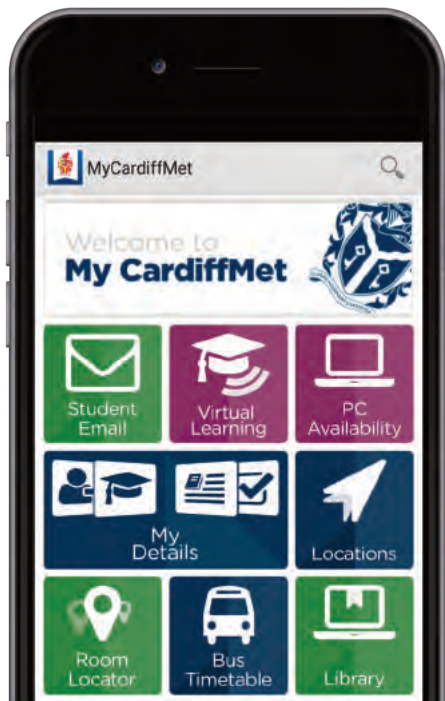 MyCardiffMet
Welcome to
My CardiffMet
Student
Email
Virtual
Learning
PC
Availability
My
Details
Locations
Room
Locator
Bus
Timetable
Library